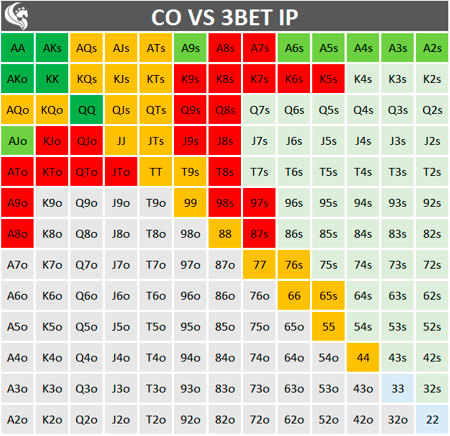 CO VS 3BET IP
AA AKs AQs AJs ATs A9s A8s A7s A6s A5s A4s A3s A2s
AKo KK KQs KJs KTs K9s K8s K7s K6s K5s K4s K3s K2s
AQo KQo QQ QJs QTs Q9s Q8s Q7s Q6s Q5s Q4s Q3s Q2s
AJo KJo QJo JJ JTs J9s J8s J7s J6s J5s J4s J3s J2s
ATo KTo QTo JTo TT T9s T8s T7s T6s T5s T4s T3s T2s
A9o K9o Q9o J9o T9o 99 98s 97s 96s 95s 94s 93s 92s
A8o K8o Q8o J8o T8o 98o 88 87s 86s 85s 84s 83s 82s
A7o K7o Q7o J7o T7o 97o 87o 77 76s 75s 74s 73s 72s
A6o K6o Q6o J6o T6o 96o 86o 76o 66 65s 64s 63s 62s
A5o K5o Q5o J5o T5o 95o 85o 75o 65o 55 54s 53s 52s
A4o K4o Q4o J4o T4o 94o 84o 74o 64o 54o 44 43s 42s
A3o K3o Q3o J3o T3o 93o 83o 73o 63o 53o 43o 33 32s
A2o K2o Q2o J2o T2o 92o 82o 72o 62o 52o 42o 32o 22